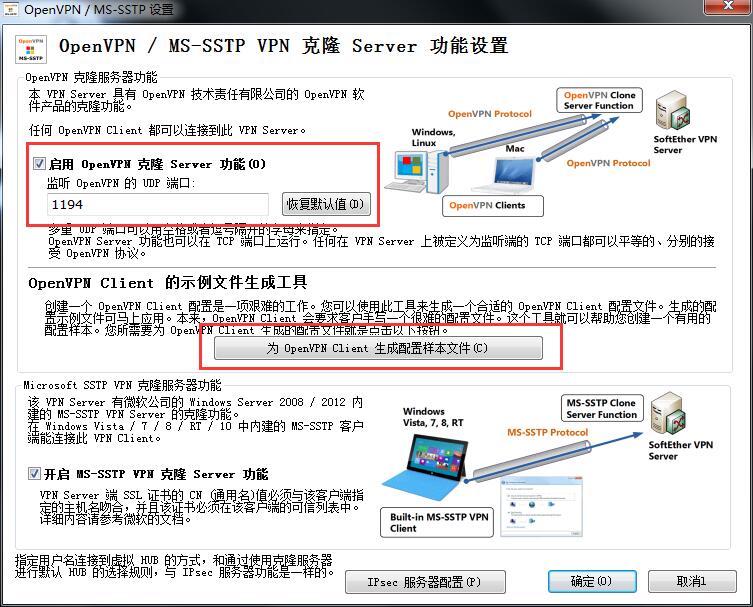 OpenVPN / MS-SSTP 设置
OpenVPN
MS-SSTP
OpenVPN / MS-SSTP VPN 克隆 Server 功能设置
OpenVPN 克隆服务器功能
本 VPN Server 具有 OpenVPN 技术责任有限公司的 OpenVPN 软
件产品的克隆功能。
任何 OpenVPN Client 都可以连接到此 VPN Server。
启用 OpenVPN 克隆 Server 功能(O)
监听 OpenVPN 的 UDP 端口:
1194
恢复默认值(D)
多重 UDP 端口可以用空格或者逗号隔开的字母来指定。
OpenVPN Server 功能也可以在 TCP 端口上运行。任何在 VPN Server 上被定义为监听端的 TCP 端口都可以平等的、分别的接
受 OpenVPN 协议。
OpenVPN Protocol
OpenVPN Clone
Server Function
Windows,
Linux
Mac
SoftEther VPN
Server
OpenVPN Protocol
OpenVPN Clients
OpenVPN Client 的示例文件生成工具
创建一个 OpenVPN Client 配置是一项艰难的工作。您可以使用此工具来生成一个合适的 OpenVPN Client 配置文件。生成的配
置示例文件可马上应用。本来，OpenVPN Client 会要求客户手写一个很难的配置文件。这个工具就可以帮助您创建一个有用的
配置样本。您所需要为 OpenVPN Client 生成的配置文件就是点击以下按钮。
为 OpenVPN Client 生成配置样本文件(C)
Microsoft SSTP VPN 克隆服务器功能
该 VPN Server 有微软公司的 Windows Server 2008 / 2012 内
建的 MS-SSTP VPN Server 的克隆功能。
在 Windows Vista / 7 / 8 / RT / 10 中内建的 MS-SSTP 客户
端能连接此 VPN Client。
开启 MS-SSTP VPN 克隆 Server 功能
VPN Server 端 SSL 证书的 CN (通用名)值必须与该客户端指
定的主机名吻合，并且该证书必须在该客户端的可信列表中。
详细内容请参考微软的文档。
Windows
Vista, 7, 8, RT
MS-SSTP Clone
Server Function
MS-SSTP Protocol
SoftEther VPN
Server
Built-in MS-SSTP VPN
Client
指定用户名连接到虚拟 HUB 的方式，和通过使用克隆服务器
进行默认 HUB 的选择规则，与 IPsec 服务器功能是一样的。
IPsec 服务器配置(P)
确定(O)
取消l